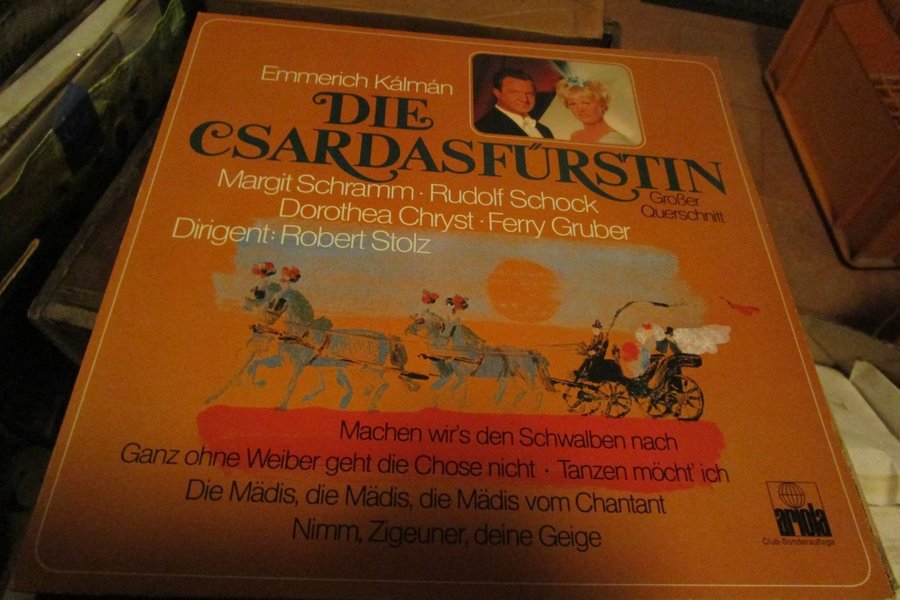 Emmerich Kálmán
DIE
CSARDASFÜRSTIN
Großer
Querschnitt
Margit Schramm · Rudolf Schock
Dorothea Chryst · Ferry Gruber
Dirigent: Robert Stolz
Machen wir's den Schwalben nach
Ganz ohne Weiber geht die Chose nicht · Tanzen möcht' ich
Die Mädis, die Mädis, die Mädis vom Chantant
Nimm, Zigeuner, deine Geige
ariola
Club-Sonderauflage